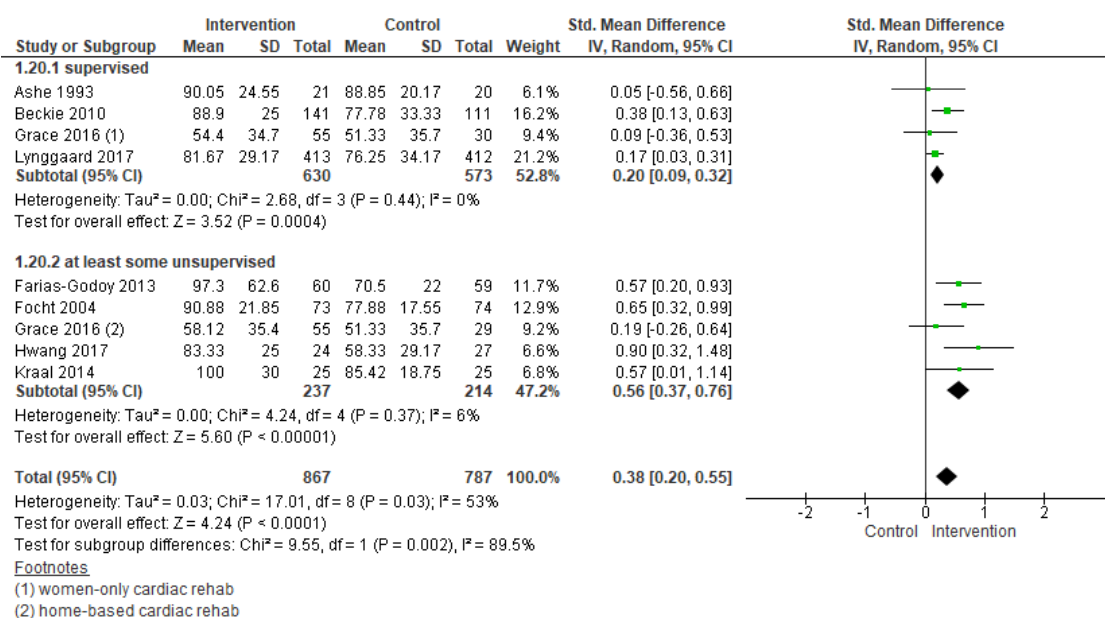 Intervention Control Std. Mean Difference Std. Mean Difference
Study or Subgroup Mean SD Total Mean SD Total Weight IV, Random, 95% CI IV, Random, 95% CI
1.20.1 supervised
Ashe 1993 90.05 24.55 21 88.85 20.17 20 6.1% 0.05 [-0.56, 0.66]
Beckie 2010 88.9 25 141 77.78 33.33 111 16.2% 0.38 [0.13, 0.63]
Grace 2016 (1) 54.4 34.7 55 51.33 35.7 30 9.4% 0.09 [-0.36, 0.53]
Lynggaard 2017 81.67 29.17 413 76.25 34.17 412 21.2% 0.17 [0.03, 0.31]
Subtotal (95% CI) 630 573 52.8% 0.20 [0.09, 0.32]
Heterogeneity: Tau² = 0.00; Chi² = 2.68, df = 3 (P = 0.44); I² = 0%
Test for overall effect: Z = 3.52 (P = 0.0004)
1.20.2 at least some unsupervised
Farias-Godoy 2013 97.3 62.6 60 70.5 22 59 11.7% 0.57 [0.20, 0.93]
Focht 2004 90.88 21.85 73 77.88 17.55 74 12.9% 0.65 [0.32, 0.99]
Grace 2016 (2) 58.12 35.4 55 51.33 35.7 29 9.2% 0.19 [-0.26, 0.64]
Hwang 2017 83.33 25 24 58.33 29.17 27 6.6% 0.90 [0.32, 1.48]
Kraal 2014 100 30 25 85.42 18.75 25 6.8% 0.57 [0.01, 1.14]
Subtotal (95% CI) 237 214 47.2% 0.56 [0.37, 0.76]
Heterogeneity: Tau² = 0.00; Chi² = 4.24, df = 4 (P = 0.37); I² = 6%
Test for overall effect: Z = 5.60 (P < 0.00001)
Total (95% CI) 867 787 100.0% 0.38 [0.20, 0.55]
Heterogeneity: Tau² = 0.03; Chi² = 17.01, df = 8 (P = 0.03); I² = 53%
Test for overall effect: Z = 4.24 (P < 0.0001)
Test for subgroup differences: Chi² = 9.55, df = 1 (P = 0.002), I² = 89.5%
-2 -1 0 1 2
Control Intervention
Footnotes
(1) women-only cardiac rehab
(2) home-based cardiac rehab